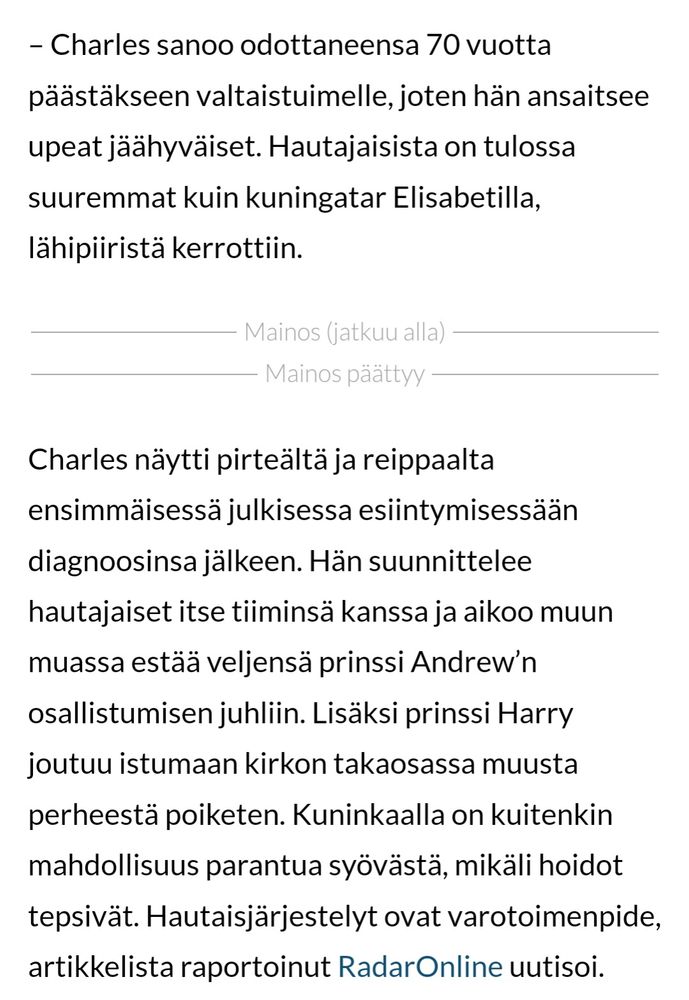 – Charles sanoo odottaneensa 70 vuotta
päästäkseen valtaistuimelle, joten hän ansaitsee
upeat jäähyväiset. Hautajaisista on tulossa
suuremmat kuin kuningatar Elisabetilla,
lähipiiristä kerrottiin.
Mainos (jatkuu alla)
Mainos päättyy
Charles näytti pirteältä ja reippaalta
ensimmäisessä julkisessa esiintymisessään
diagnoosinsa jälkeen. Hän suunnittelee
hautajaiset itse tiiminsä kanssa ja aikoo muun
muassa estää veljensä prinssi Andrew’n
osallistumisen juhliin. Lisäksi prinssi Harry
joutuu istumaan kirkon takaosassa muusta
perheestä poiketen. Kuninkaalla on kuitenkin
mahdollisuus parantua syövästä, mikäli hoidot
tepsivät. Hautaisjärjestelyt ovat varotoimenpide,
artikkelista raportoinut RadarOnline uutisoi.